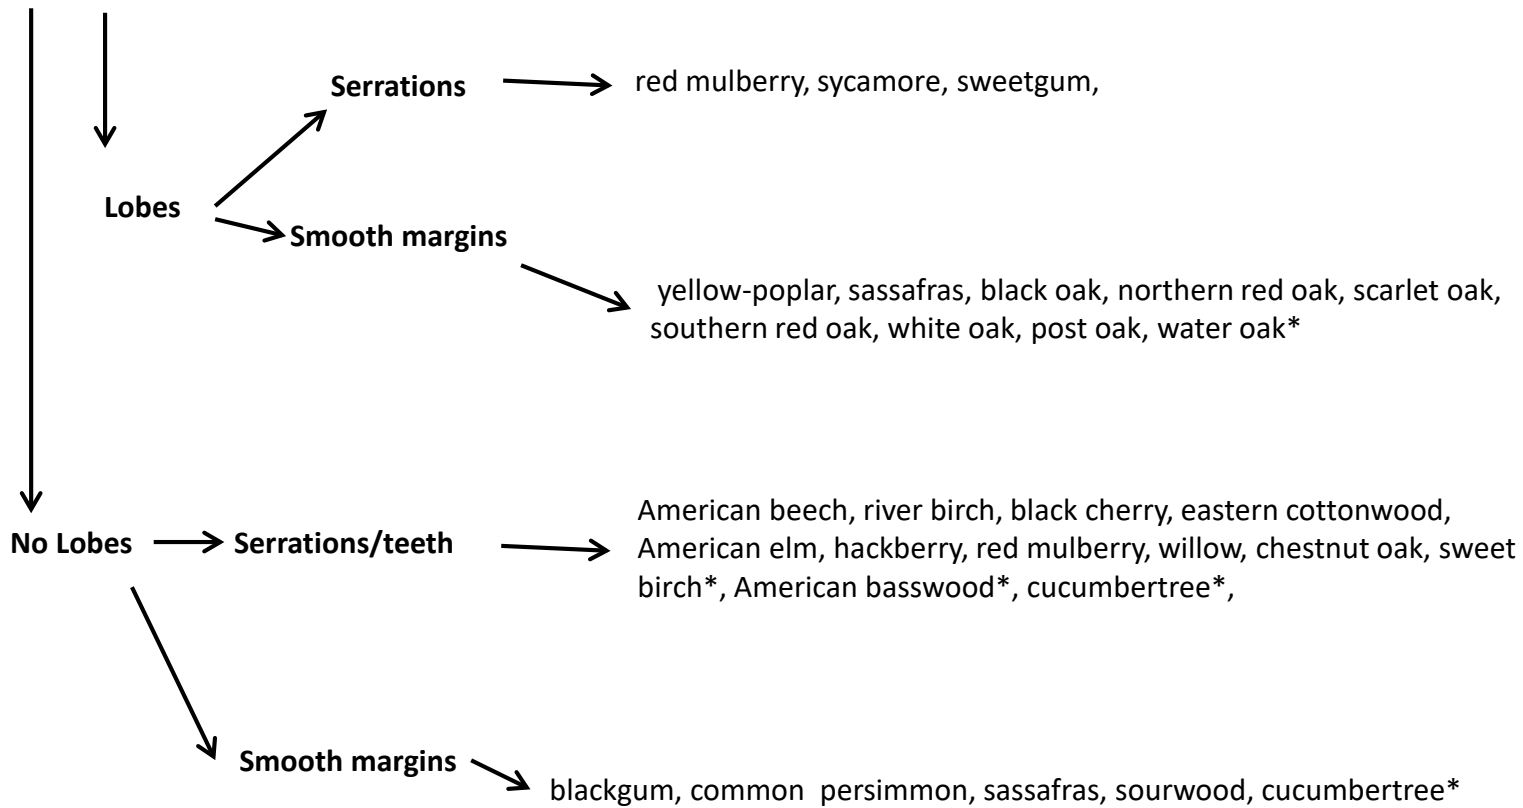 Serrations
red mulberry, sycamore, sweetgum,
Lobes
Smooth margins
yellow-poplar, sassafras, black oak, northern red oak, scarlet oak,
southern red oak, white oak, post oak, water oak*
No Lobes
Serrations/teeth
American beech, river birch, black cherry, eastern cottonwood,
American elm, hackberry, red mulberry, willow, chestnut oak, sweet
birch*, American basswood*, cucumbertree*,
Smooth margins
blackgum, common  persimmon, sassafras, sourwood, cucumbertree*